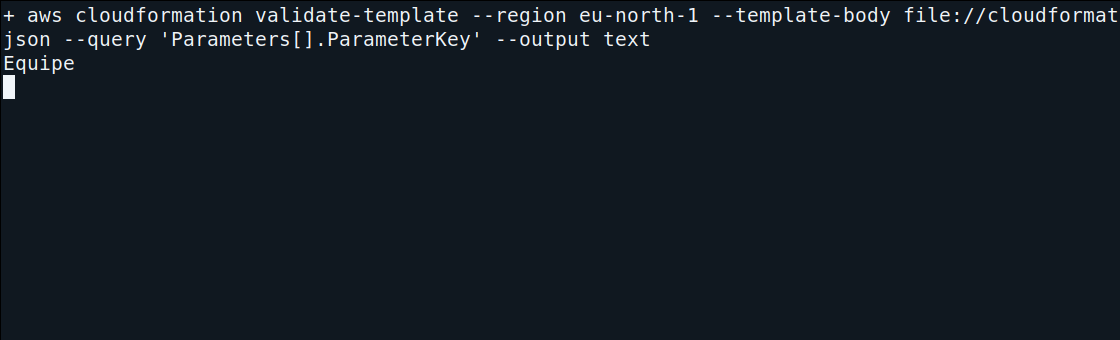 + aws cloudformation validate-template --region eu-north-1 --template-body file://cloudformat
json --query 'Parameters[].ParameterKey' --output text
Equipe